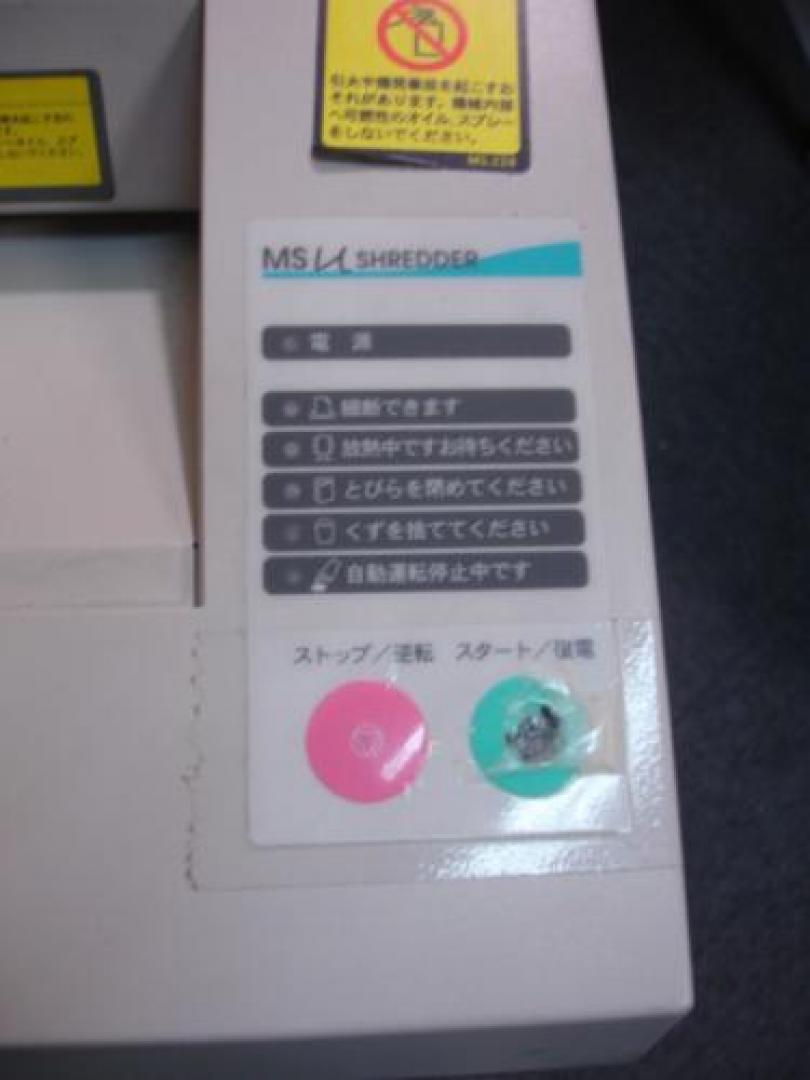 引火や爆発事故を起こすお
それがあります。機械内部
へ可燃性のオイル、スプレー
をしないでください。
MS μ SHREDDER
電 源
細断できます
放熱中ですお待ちください
とびらを閉めてください
くずを捨ててください
自動運転停止中です
ストップ/逆転 スタート/復電